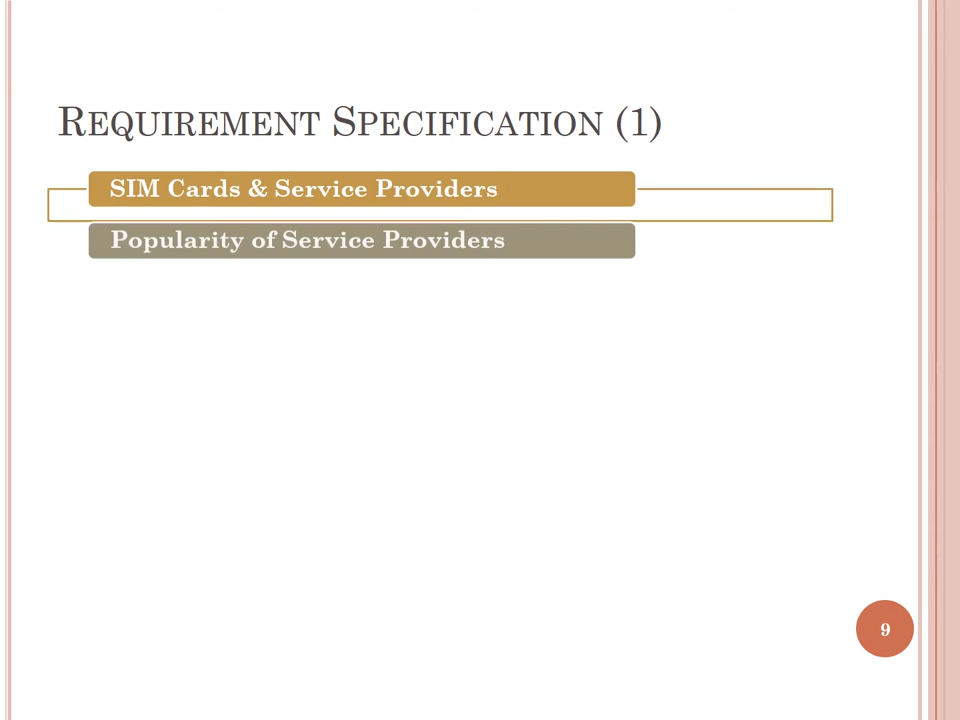 Requirement Specification (1)
SIM Cards & Service Providers
Popularity of Service Providers
9